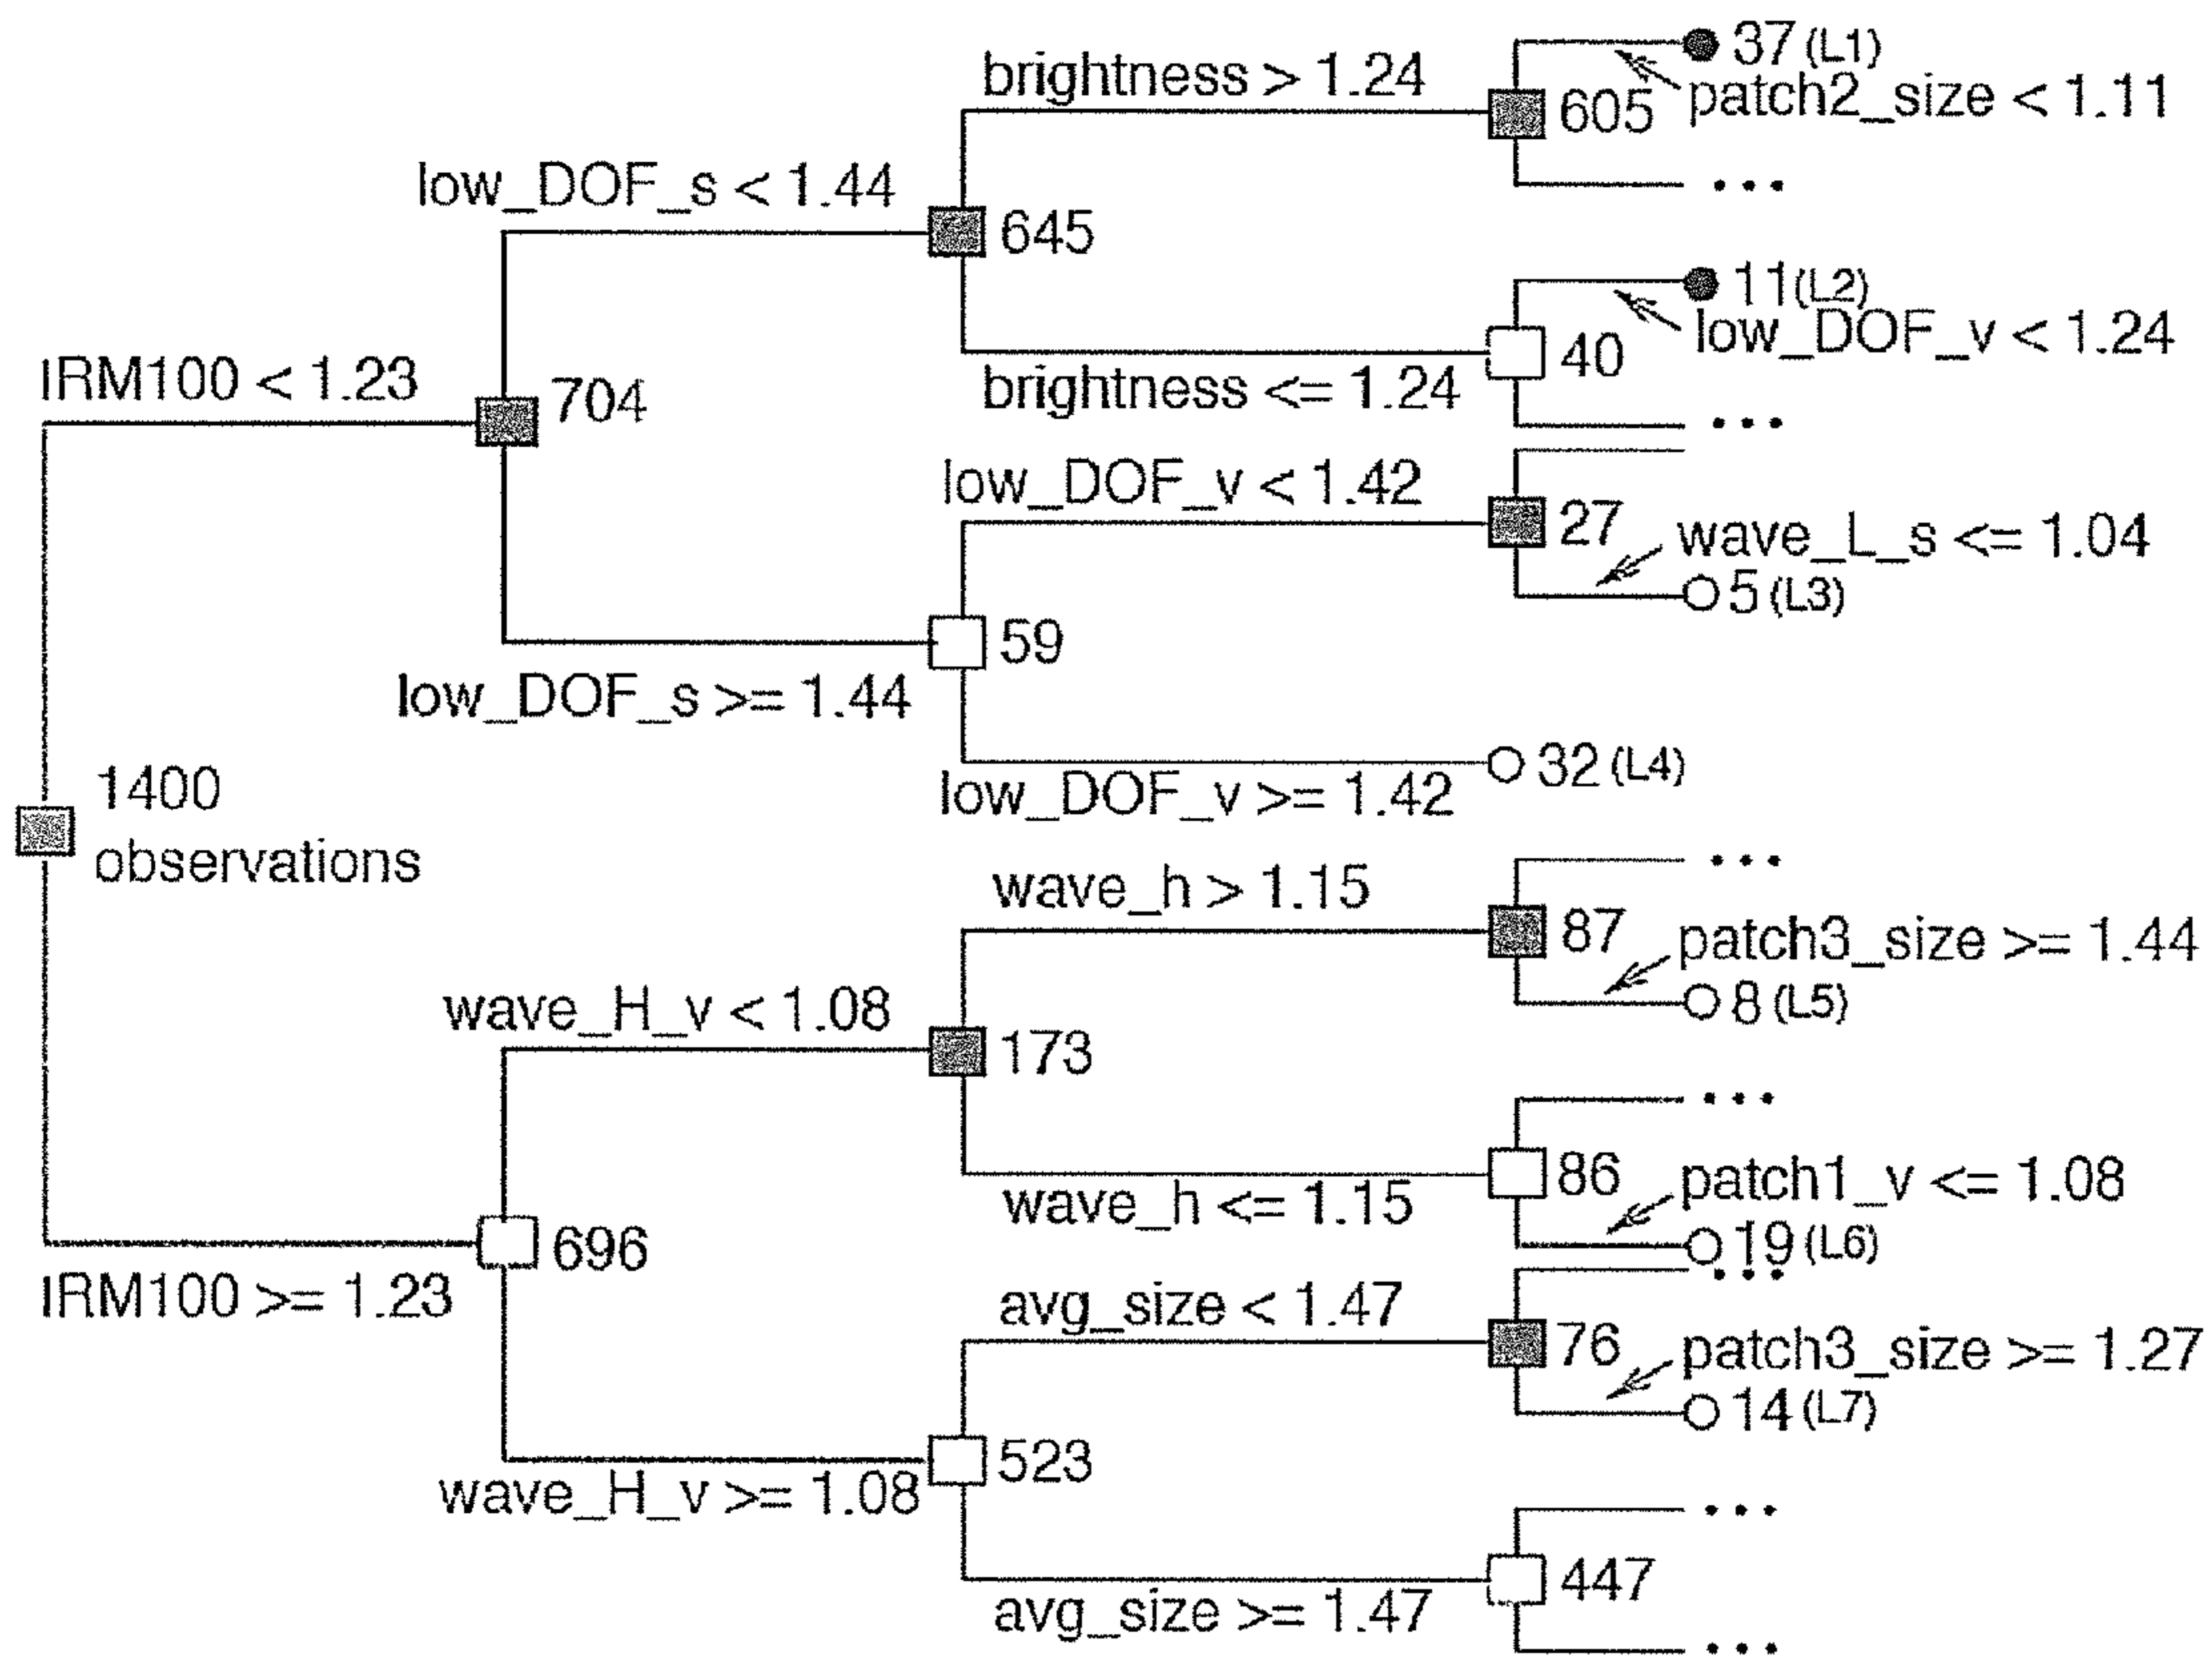 37 (L1)
brightness > 1.24
605
patch2_size < 1.11
low_DOF_s < 1.44
...
645
11(L2)
40
low_DOF_v < 1.24
IRM100 < 1.23
704
brightness <= 1.24
...
low_DOF_v < 1.42
27
wave_L_s <= 1.04
5 (L3)
59
low_DOF_s >= 1.44
32 (L4)
low_DOF_v >= 1.42
1400
observations
...
wave_h > 1.15
87
patch3_size >= 1.44
8 (L5)
wave_H_v < 1.08
173
...
86
patch1_v <= 1.08
wave_h <= 1.15
19 (L6)
696
...
IRM100 >= 1.23
avg_size < 1.47
76
patch3_size >= 1.27
14 (L7)
523
wave_H_v >= 1.08
...
447
avg_size >= 1.47
...